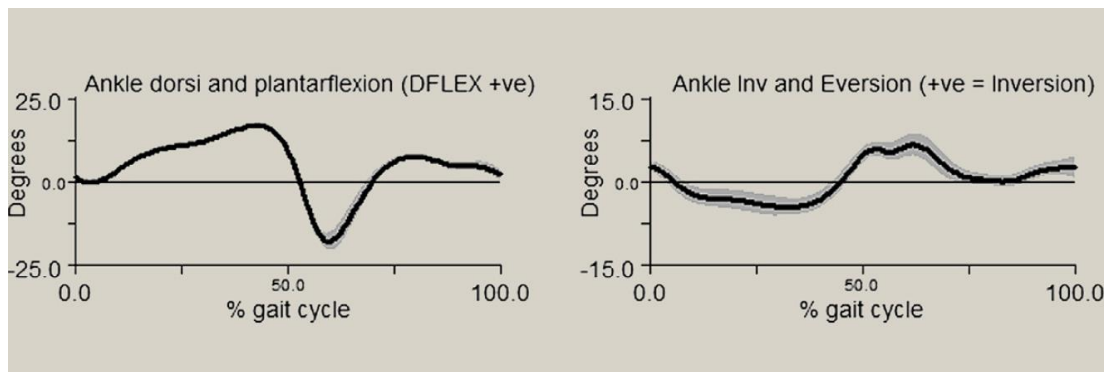 Ankle dorsi and plantarflexion (DFLEX +ve)
25.0
Degrees
0.0
-25.0
0.0
50.0
100.0
% gait cycle
Ankle Inv and Eversion (+ve = Inversion)
15.0
Degrees
0.0
-15.0
0.0
50.0
100.0
% gait cycle